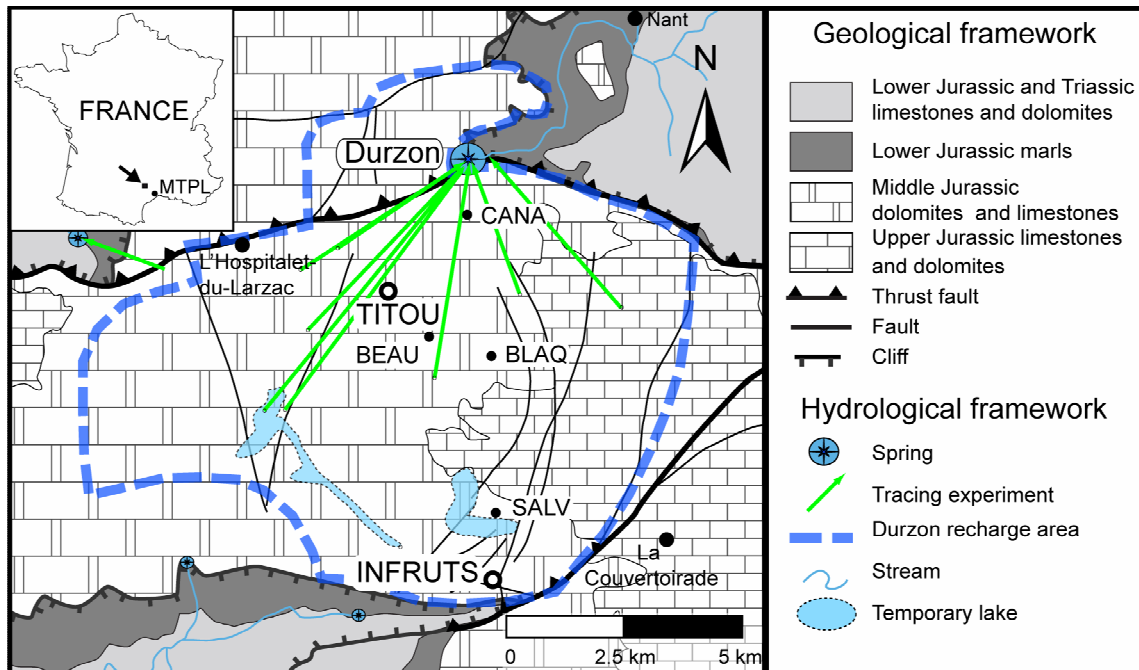 FRANCE
MTPL
Nant
N
Durzon
CANA
L'Hospitalet-
du-Larzac
TITOU
BEAU
BLAQ
SALV
INFRUTS
La
Couvertoirade
0
2.5 km
5 km
Geological framework
Lower Jurassic and Triassic
limestones and dolomites
Lower Jurassic marls
Middle Jurassic
dolomites and limestones
Upper Jurassic limestones
and dolomites
Thrust fault
Fault
Cliff
Hydrological framework
Spring
Tracing experiment
Durzon recharge area
Stream
Temporary lake